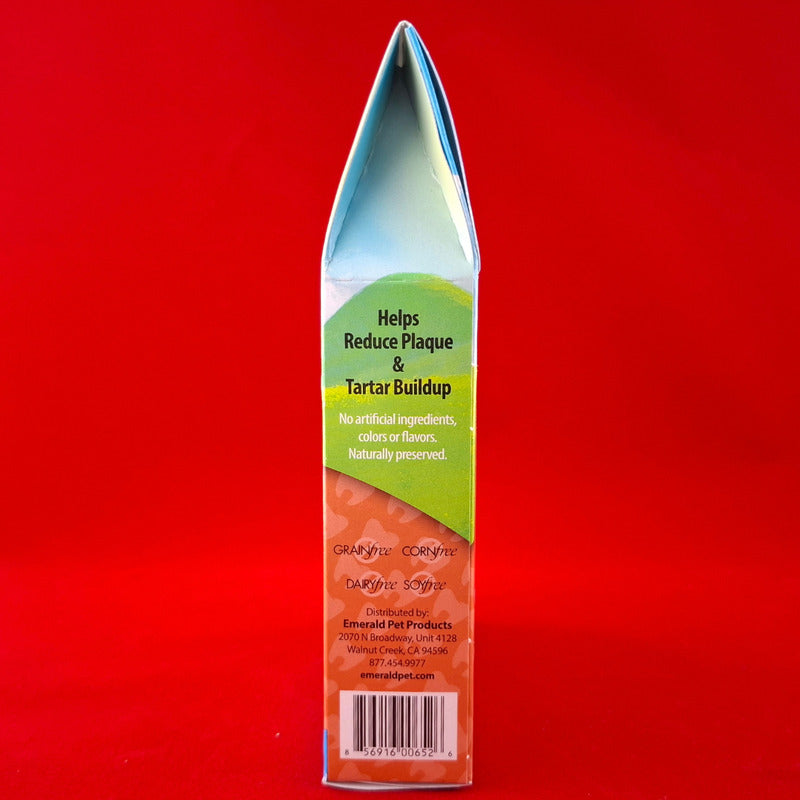 Helps
Reduce Plaque
&
Tartar Buildup
No artificial ingredients,
colors or flavors.
Naturally preserved.
GRAINfree CORNfree
DAIRYfree SOYfree
Distributed by:
Emerald Pet Products
2070 N Broadway, Unit 4128
Walnut Creek, CA 94596
877.454.9977
emeraldpet.com
8 56916 00652 6